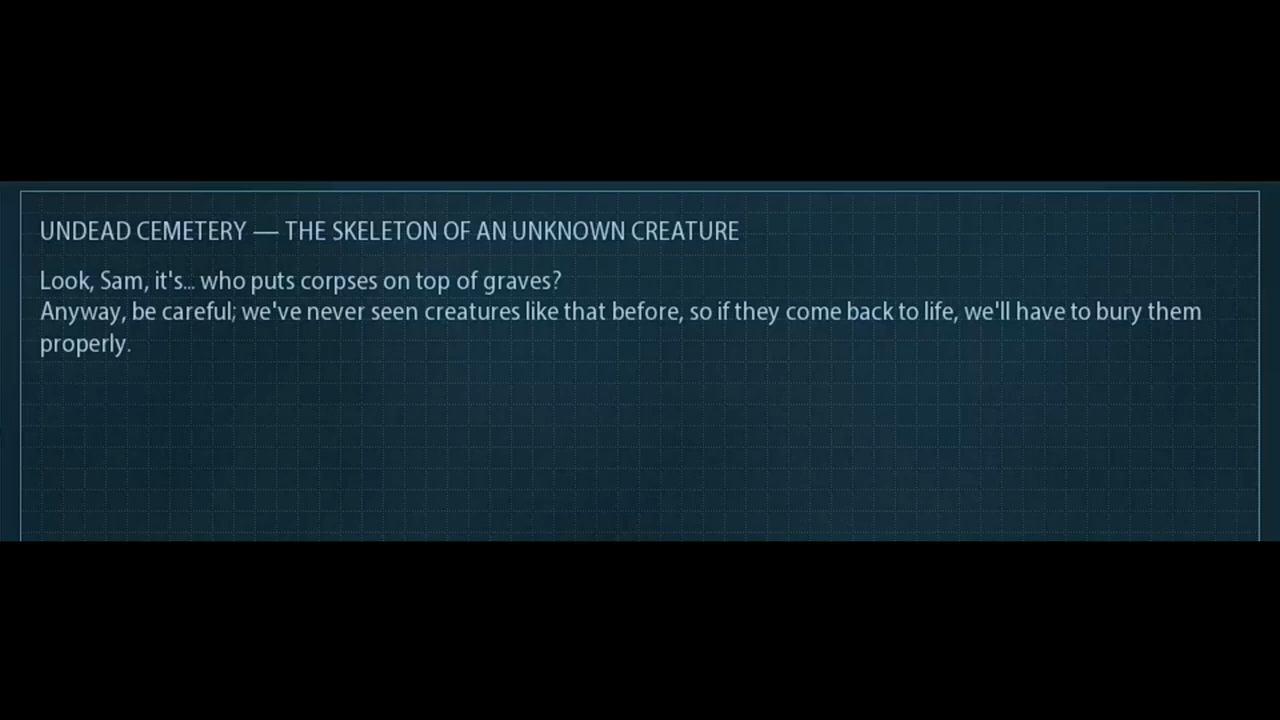 UNDEAD CEMETERY — THE SKELETON OF AN UNKNOWN CREATURE
Look, Sam, it's... who puts corpses on top of graves?
Anyway, be careful; we've never seen creatures like that before, so if they come back to life, we'll have to bury them
properly.